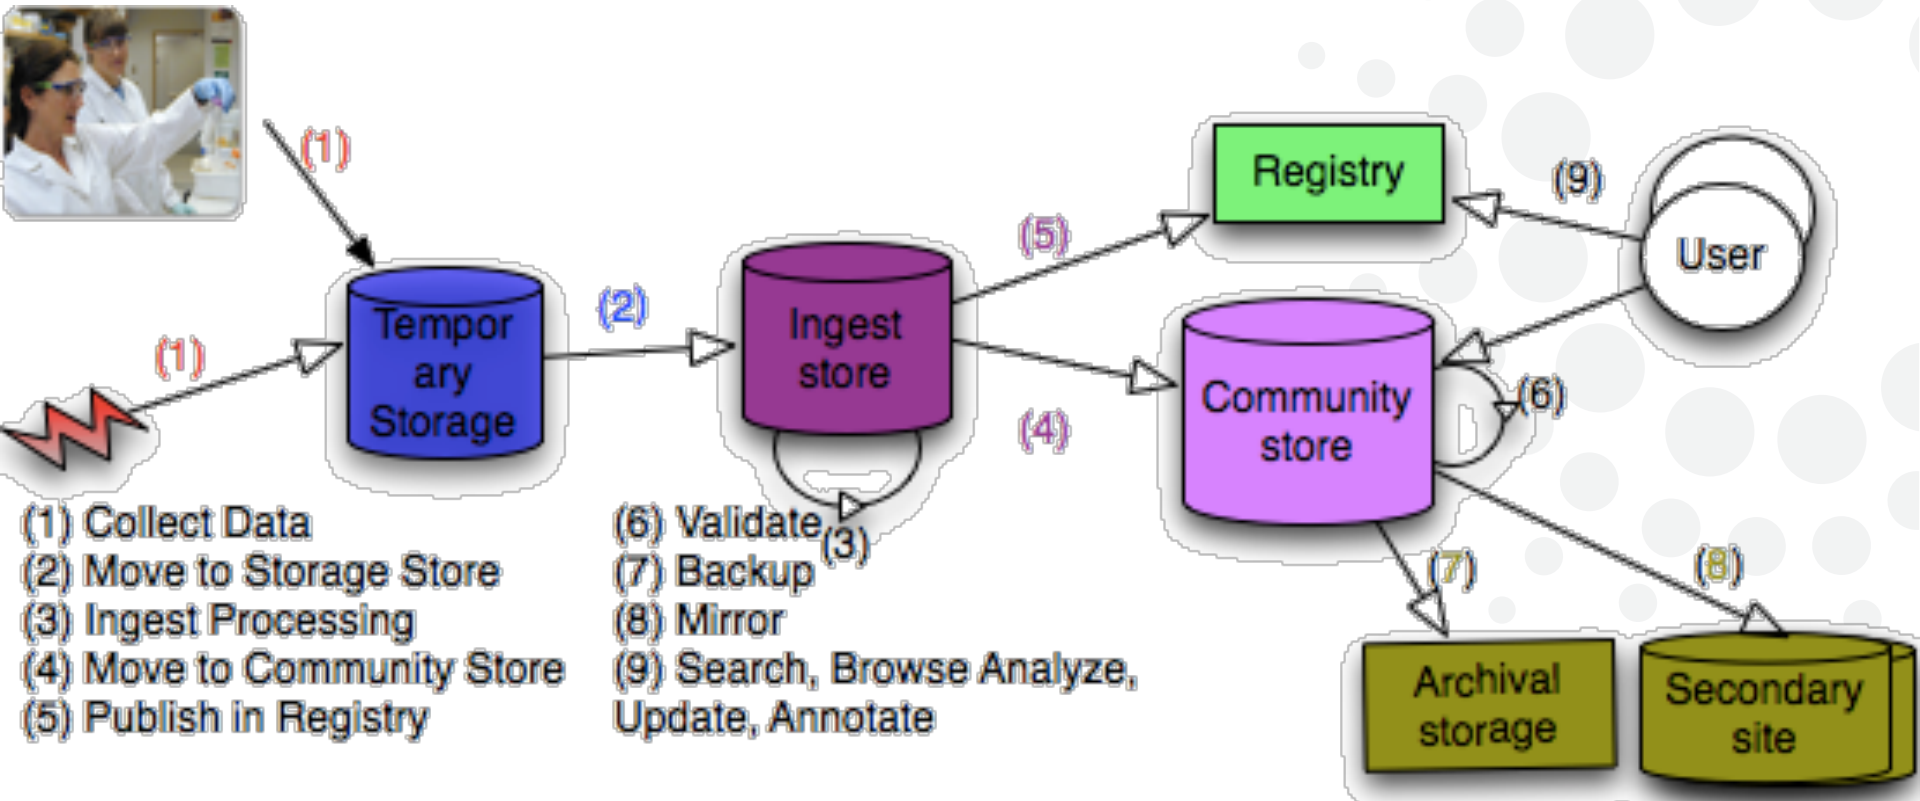 (1)
Registry
(9)
User
(5)
(2)
Ingest
store
Tempor
ary
Storage
(1)
Community
store
(6)
(4)
(3)
(7)
(8)
Archival
storage
Secondary
site
(1) Collect Data
(2) Move to Storage Store
(3) Ingest Processing
(4) Move to Community Store
(5) Publish in Registry
(6) Validate
(7) Backup
(8) Mirror
(9) Search, Browse Analyze,
Update, Annotate